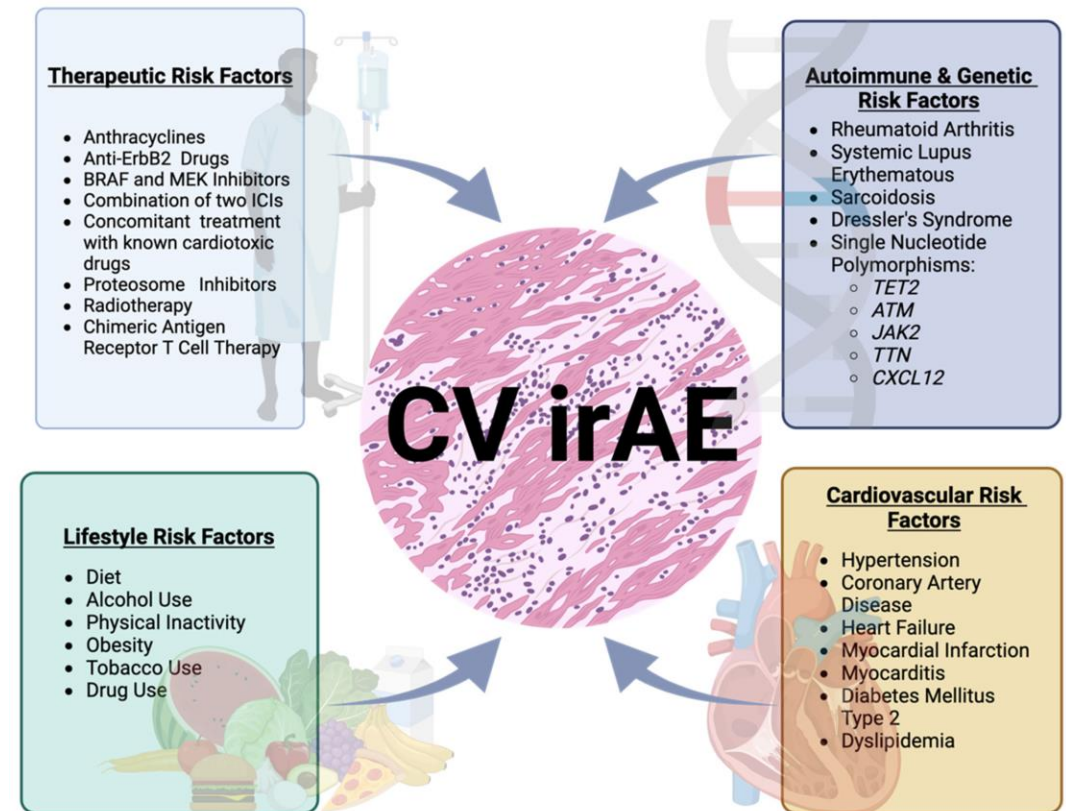 Therapeutic Risk Factors
• Anthracyclines
• Anti-ErbB2 Drugs
• BRAF and MEK Inhibitors
• Combination of two ICIs
• Concomitant treatment
with known cardiotoxic
drugs
• Proteosome Inhibitors
• Radiotherapy
• Chimeric Antigen
Receptor T Cell Therapy
Autoimmune & Genetic
Risk Factors
• Rheumatoid Arthritis
• Systemic Lupus
Erythematous
• Sarcoidosis
• Dressler's Syndrome
• Single Nucleotide
Polymorphisms:
○ TET2
○ ATM
○ JAK2
○ TTN
○ CXCL12
CV irAE
Lifestyle Risk Factors
• Diet
• Alcohol Use
• Physical Inactivity
• Obesity
• Tobacco Use
• Drug Use
Cardiovascular Risk
Factors
• Hypertension
• Coronary Artery
Disease
• Heart Failure
• Myocardial Infarction
• Myocarditis
• Diabetes Mellitus
Type 2
• Dyslipidemia